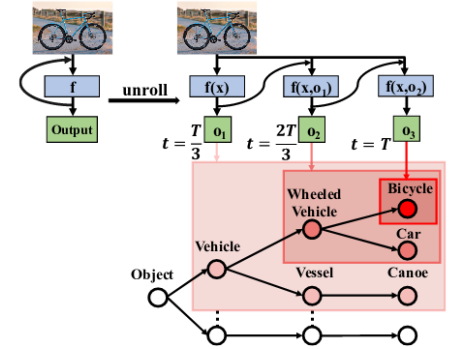 f
unroll
f(x)
f(x,o₁)
f(x,o₂)
Output
t = T/3
o₁
t = 2T/3
o₂
t = T
o₃
Bicycle
Wheeled
Vehicle
Car
Vehicle
Object
Vessel
Canoe